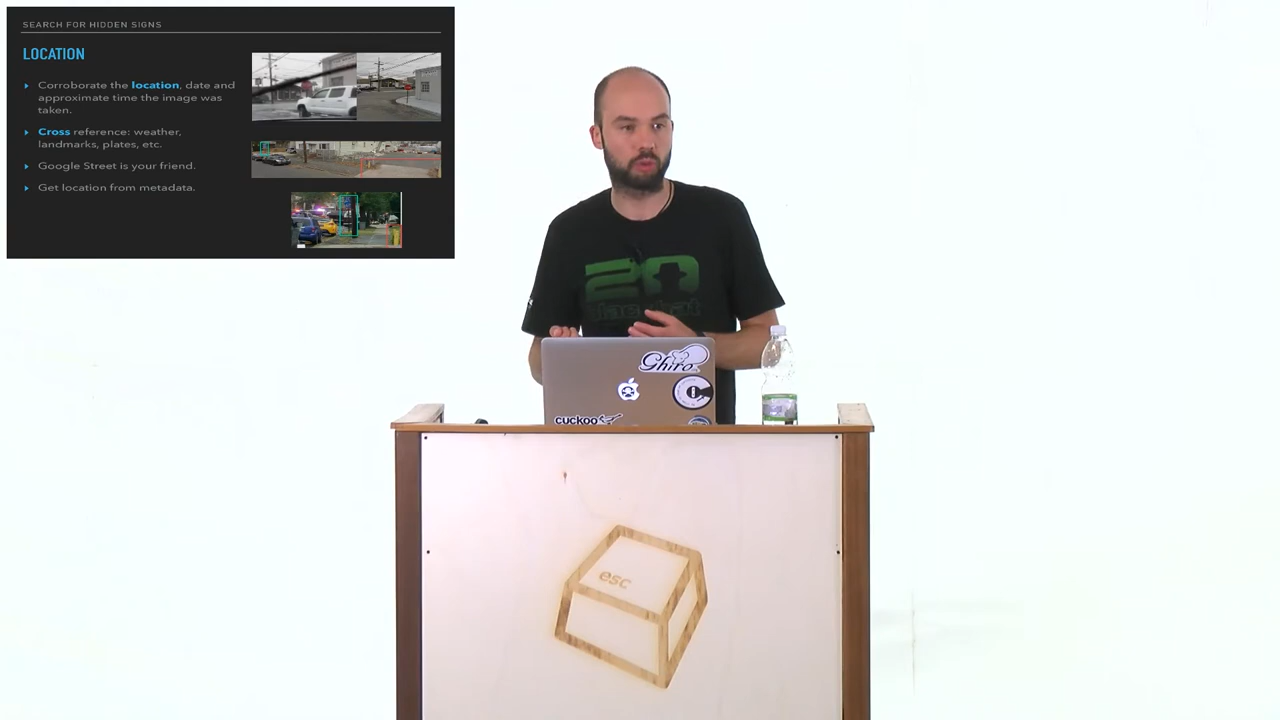 SEARCH FOR HIDDEN SIGNS
LOCATION
Corroborate the location, date and
approximate time the image was
taken.
Cross reference: weather,
landmarks, plates, etc.
Google Street is your friend.
Get location from metadata.
20
Ghiro
cuckoo
esc